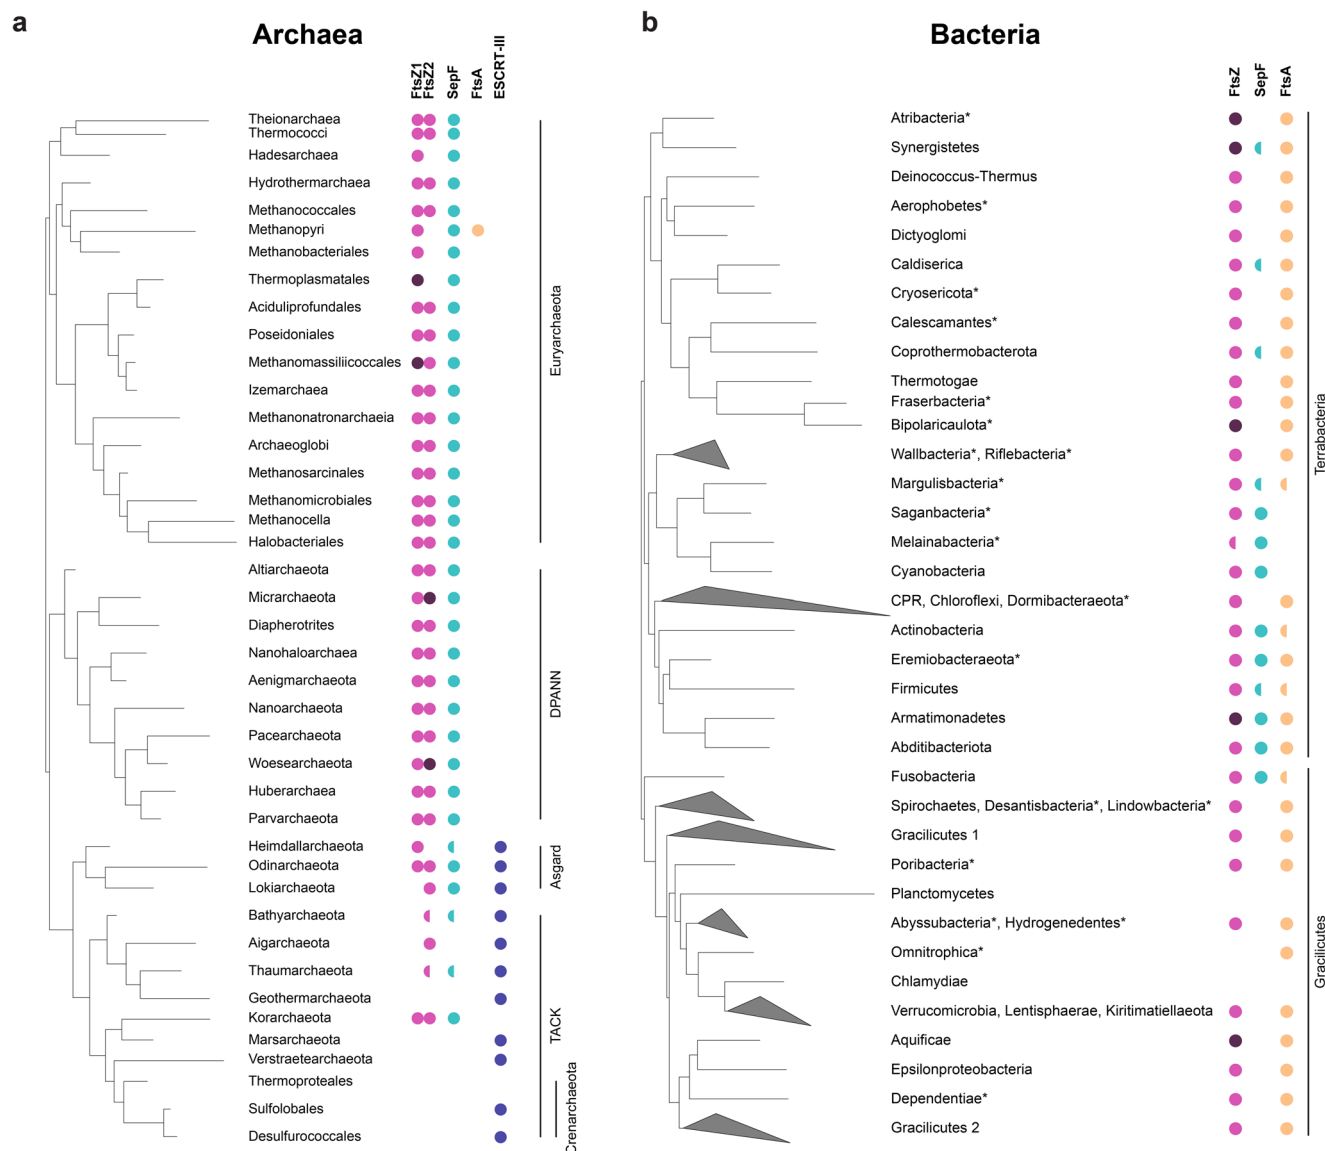 a
Archaea
FtsZ1
FtsZ2
SepF
FtsA
ESCRT-III
Theionarchaea
Thermococci
Hadesarchaea
Hydrothermarchaea
Methanococcales
Methanopyri
Methanobacteriales
Thermoplasmatales
Aciduliprofundales
Poseidoniales
Methanomassiliicoccales
Izemarchaea
Methanonatronarchaeia
Archaeoglobi
Methanosarcinales
Methanomicrobiales
Methanocella
Halobacteriales
Euryarchaeota
Altiarchaeota
Micrarchaeota
Diapherotrites
Nanohaloarchaea
Aenigmarchaeota
Nanoarchaeota
Pacearchaeota
Woesearchaeota
Huberarchaea
Parvarchaeota
DPANN
Heimdallarchaeota
Odinarchaeota
Lokiarchaeota
Asgard
Bathyarchaeota
Aigarchaeota
Thaumarchaeota
Geothermarchaeota
Korarchaeota
Marsarchaeota
Verstraetearchaeota
Thermoproteales
Sulfolobales
Desulfurococcales
TACK
Crenarchaeota
b
Bacteria
FtsZ
SepF
FtsA
Atribacteria*
Synergistetes
Deinococcus-Thermus
Aerophobetes*
Dictyoglomi
Caldiserica
Cryosericota*
Calescamantes*
Coprothermobacterota
Thermotogae
Fraserbacteria*
Bipolaricaulota*
Wallbacteria*, Riflebacteria*
Margulisbacteria*
Saganbacteria*
Melainabacteria*
Cyanobacteria
CPR, Chloroflexi, Dormibacteraeota*
Actinobacteria
Eremiobacteraeota*
Firmicutes
Armatimonadetes
Abditibacteriota
Terrabacteria
Fusobacteria
Spirochaetes, Desantisbacteria*, Lindowbacteria*
Gracilicutes 1
Poribacteria*
Planctomycetes
Abyssubacteria*, Hydrogenedentes*
Omnitrophica*
Chlamydiae
Verrucomicrobia, Lentisphaerae, Kiritimatiellaeota
Aquificae
Epsilonproteobacteria
Dependentiae*
Gracilicutes 2
Gracilicutes